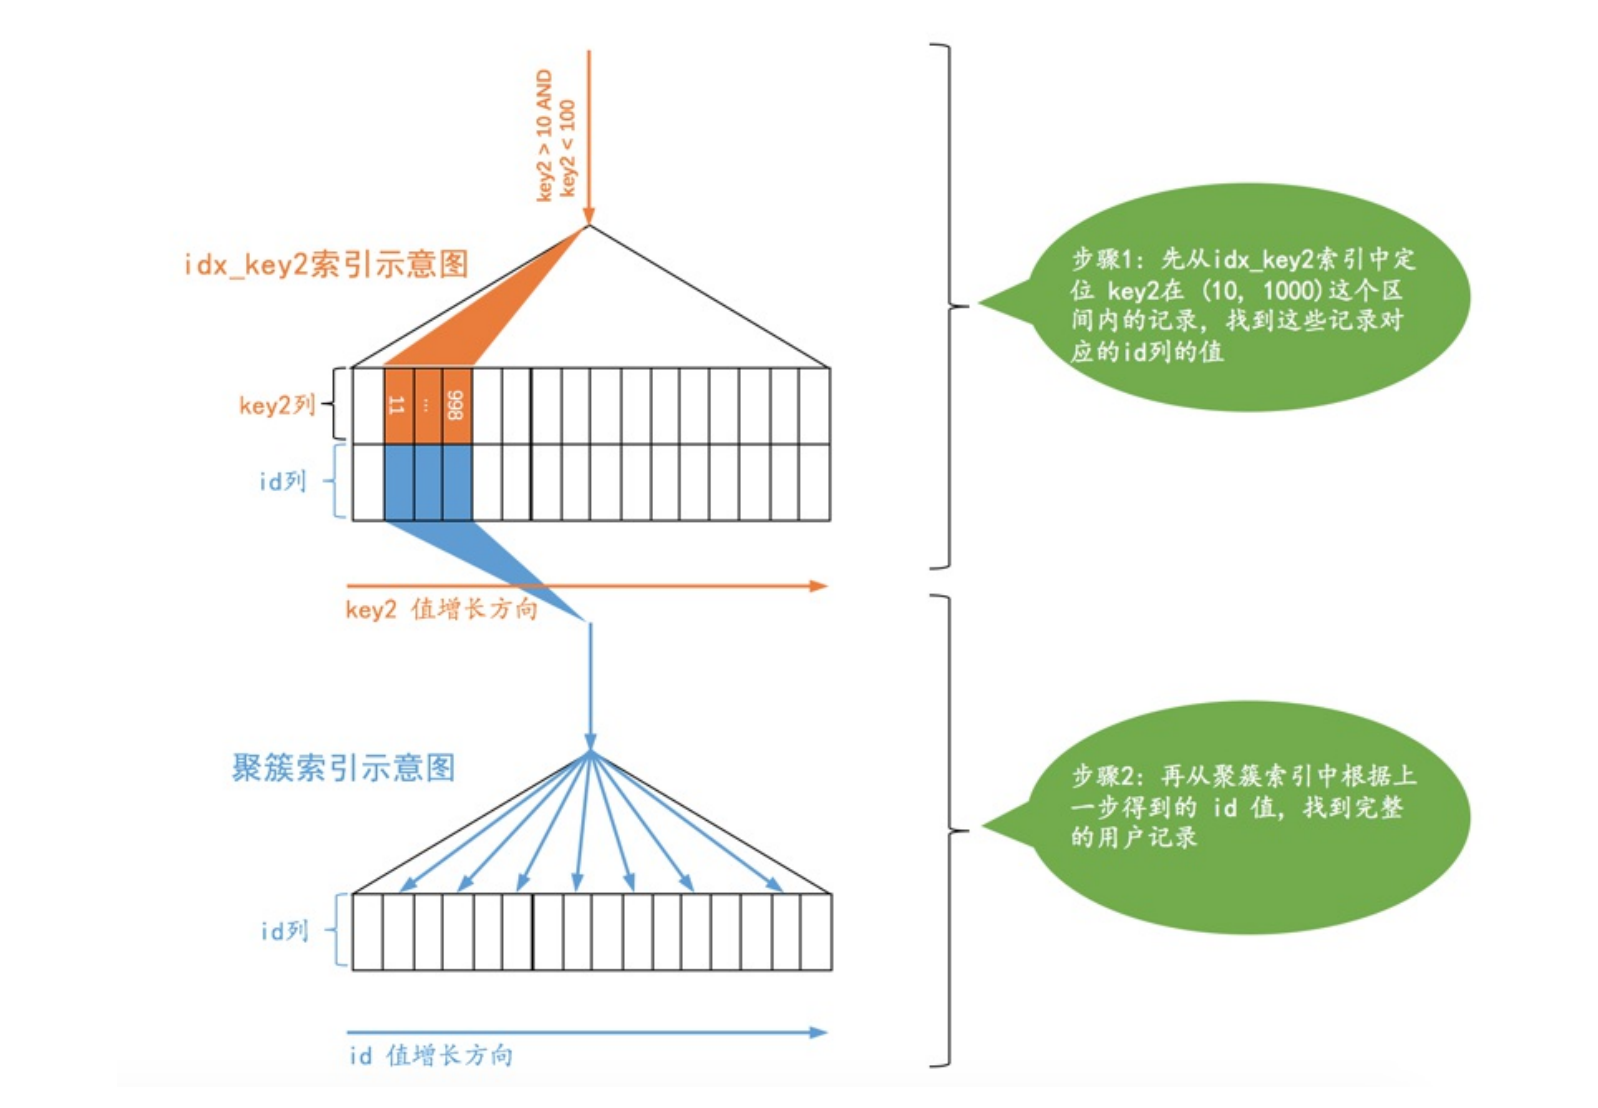 key2 > 10 AND
key2 < 100
idx_key2索引示意图
步骤1: 先从idx_key2索引中定
位 key2在 (10, 1000)这个区
间内的记录, 找到这些记录对
应的id列的值
key2列
11
...
998
id列
key2 值增长方向
聚簇索引示意图
步骤2: 再从聚簇索引中根据上
一步得到的 id 值, 找到完整
的用户记录
id列
id 值增长方向